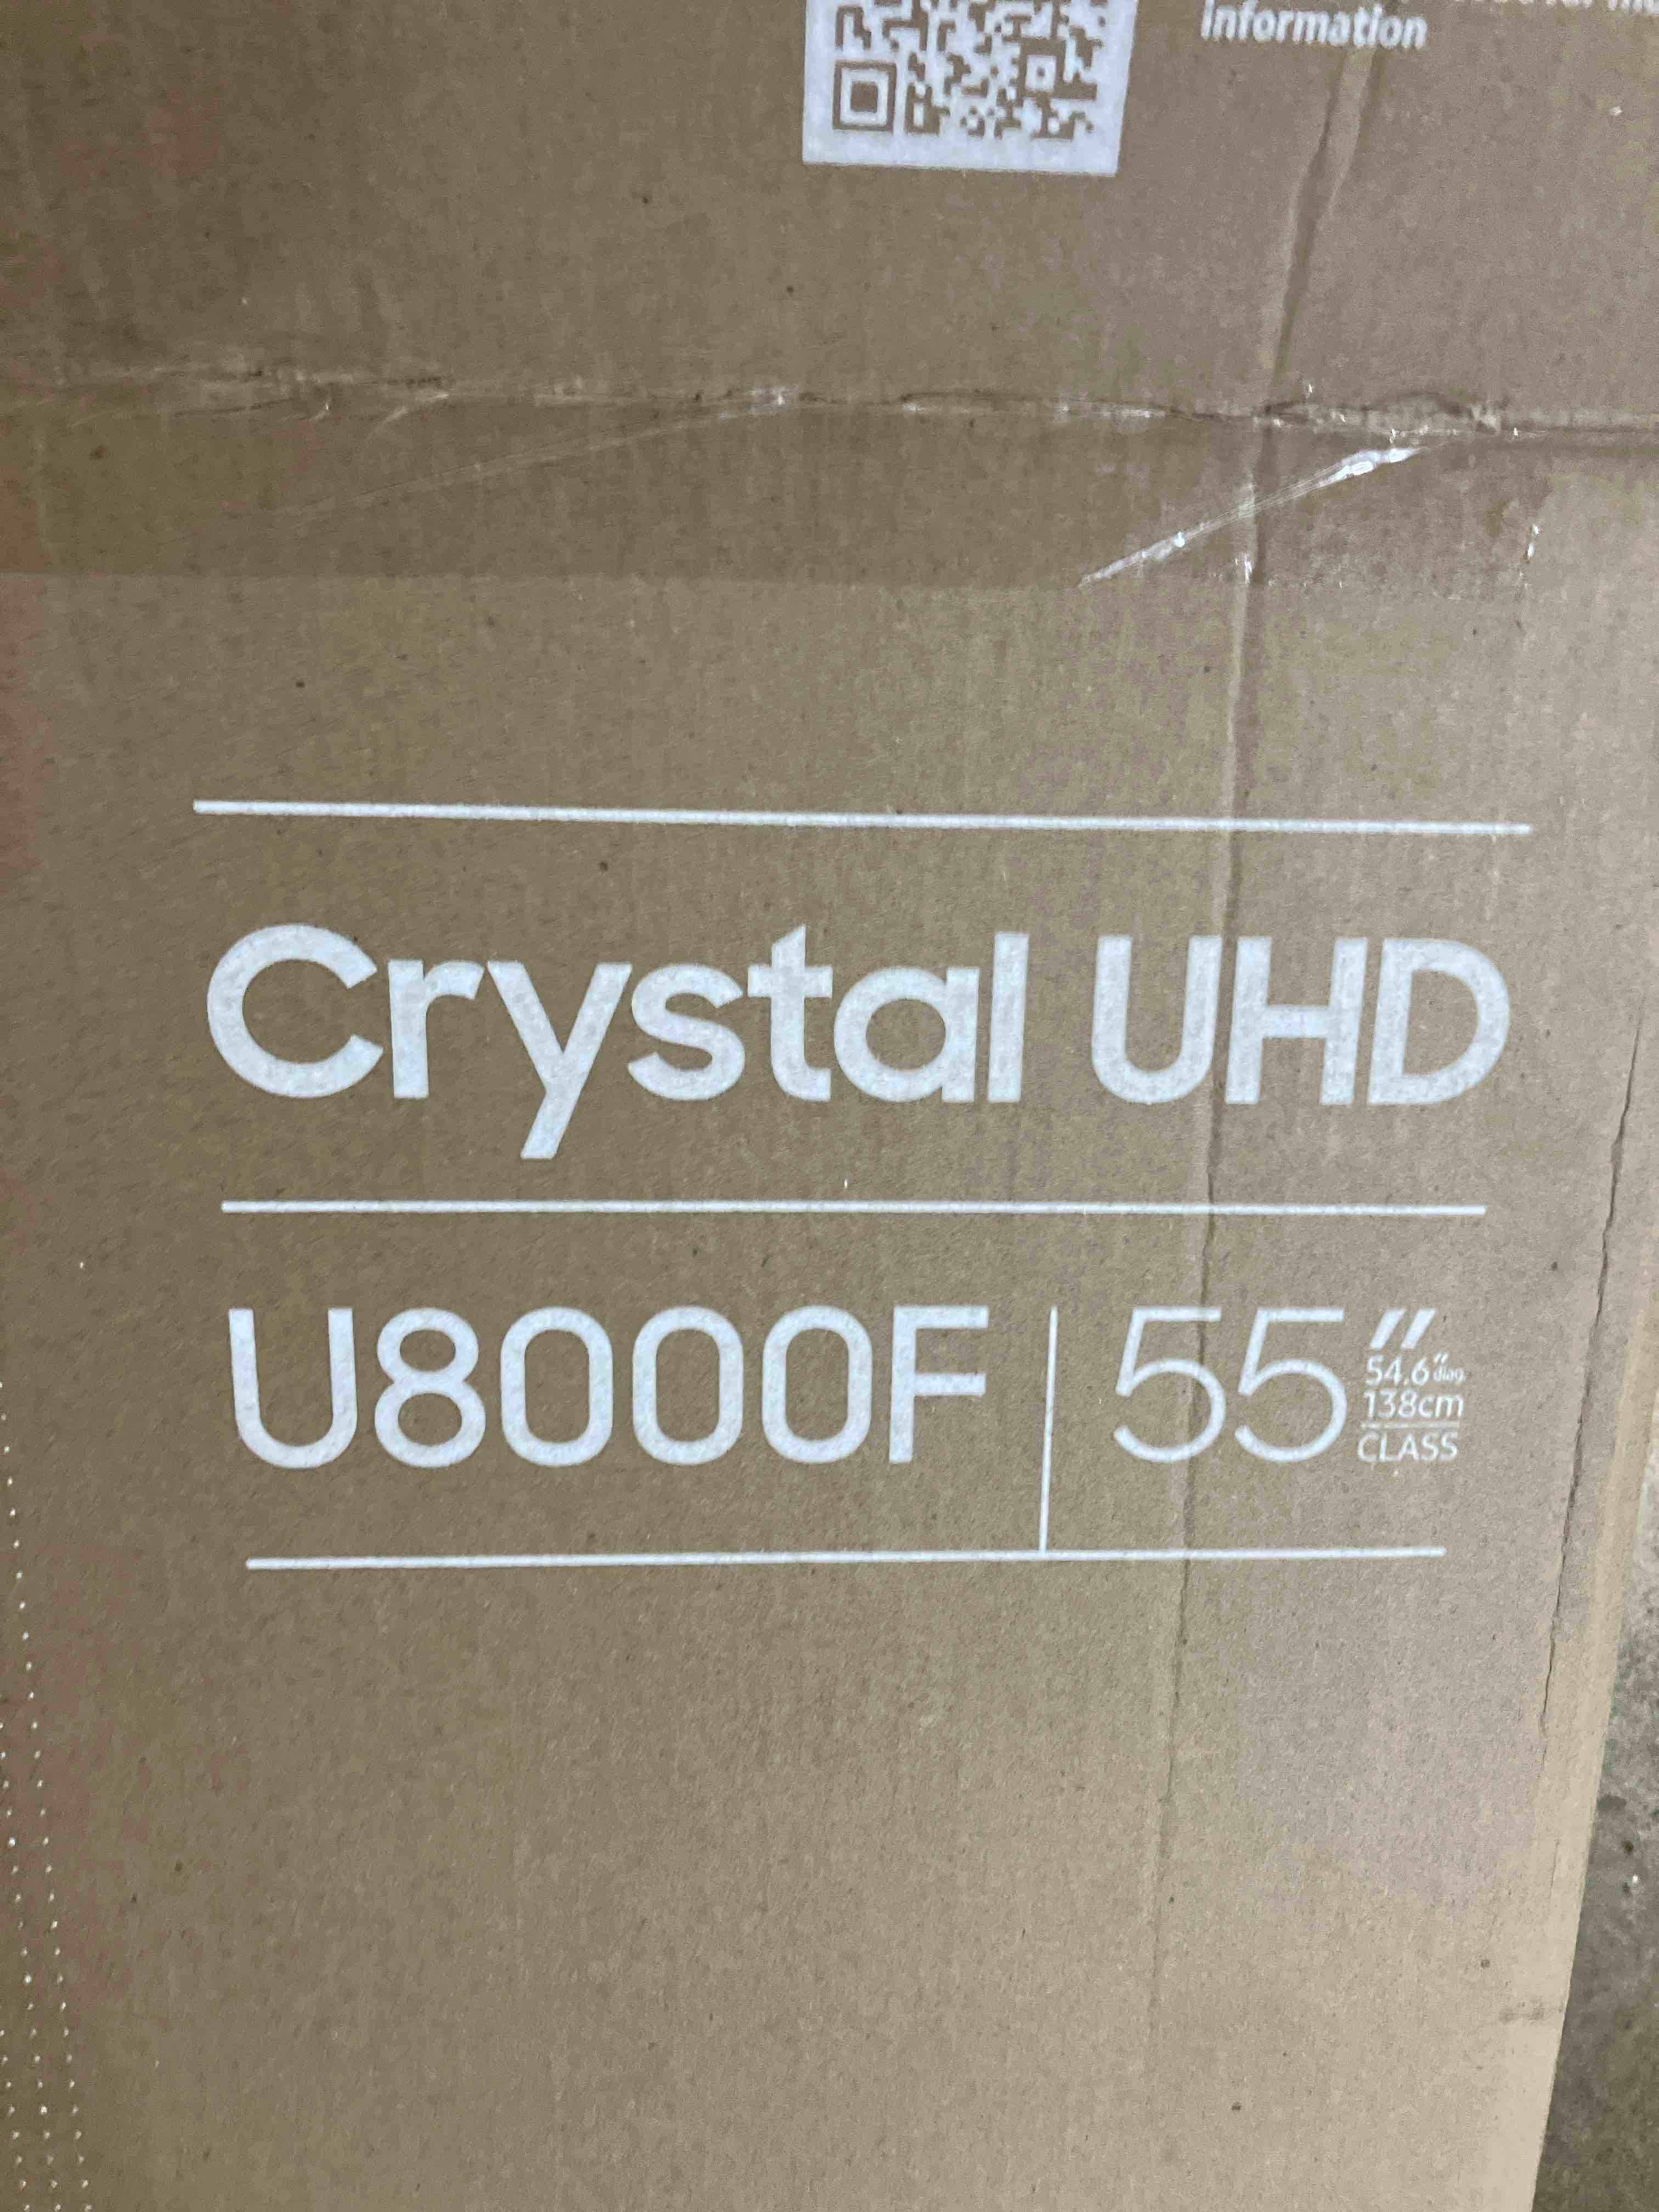 information
Crystal UHD
U8000F 55"
54.6" diag.
138cm
CLASS